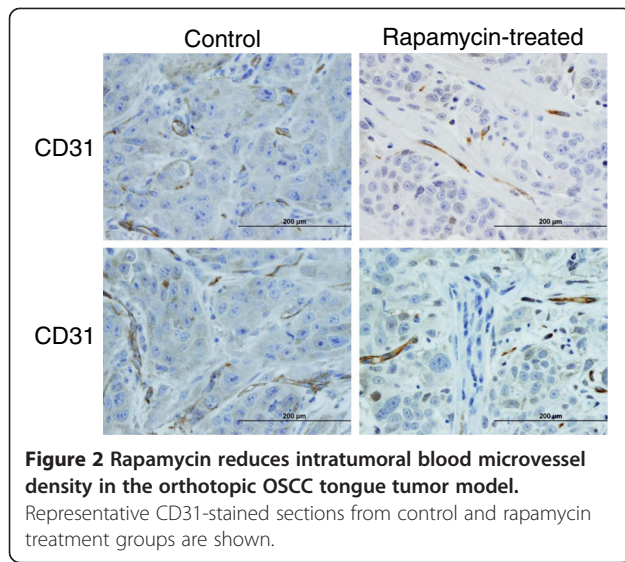 Control Rapamycin-treated
CD31
200 µm 200 µm
CD31
200 µm 200 µm
Figure 2 Rapamycin reduces intratumoral blood microvessel
density in the orthotopic OSCC tongue tumor model.
Representative CD31-stained sections from control and rapamycin
treatment groups are shown.